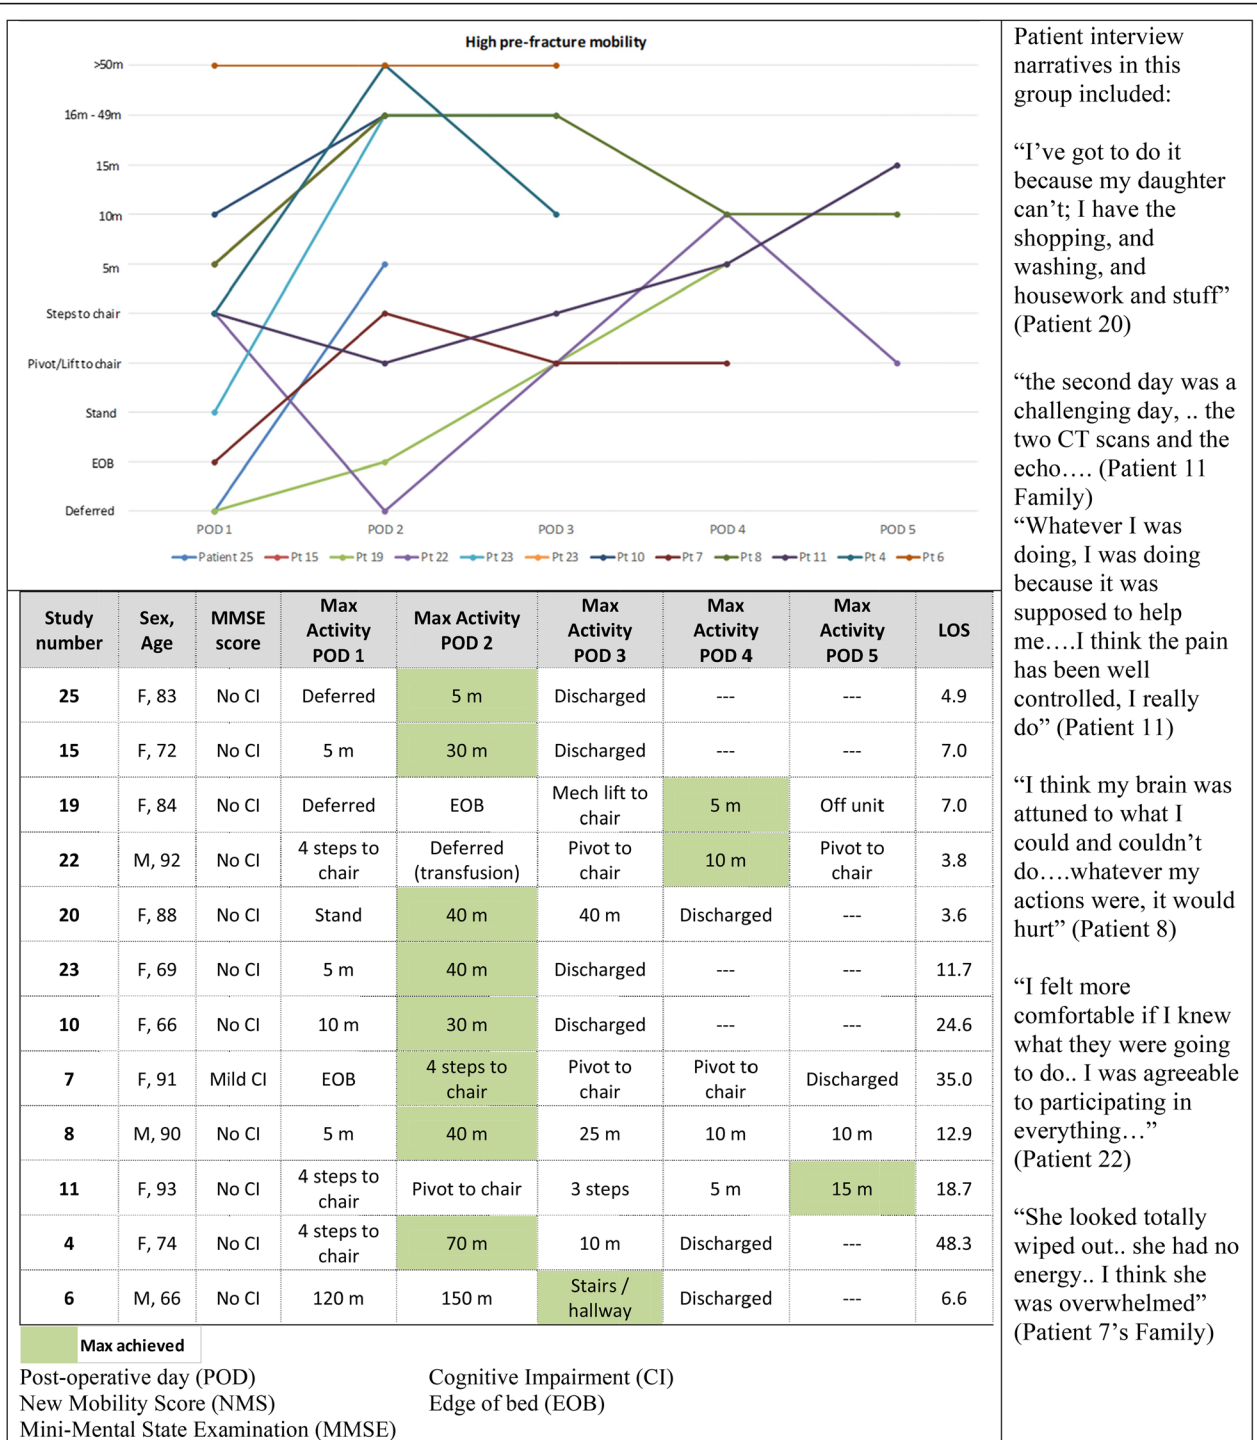 High pre-fracture mobility
>50m
16m - 49m
15m
10m
5m
Steps to chair
Pivot/Lift to chair
Stand
EOB
Deferred
POD 1 POD 2 POD 3 POD 4 POD 5
Patient 25 Pt 15 Pt 19 Pt 22 Pt 23 Pt 23 Pt 10 Pt 7 Pt 8 Pt 11 Pt 4 Pt 6
Study number Sex, Age MMSE score Max Activity POD 1 Max Activity POD 2 Max Activity POD 3 Max Activity POD 4 Max Activity POD 5 LOS
25 F, 83 No CI Deferred 5 m Discharged --- --- 4.9
15 F, 72 No CI 5 m 30 m Discharged --- --- 7.0
19 F, 84 No CI Deferred EOB Mech lift to chair 5 m Off unit 7.0
22 M, 92 No CI 4 steps to chair Deferred (transfusion) Pivot to chair 10 m Pivot to chair 3.8
20 F, 88 No CI Stand 40 m 40 m Discharged --- 3.6
23 F, 69 No CI 5 m 40 m Discharged --- --- 11.7
10 F, 66 No CI 10 m 30 m Discharged --- --- 24.6
7 F, 91 Mild CI EOB 4 steps to chair Pivot to chair Pivot to chair Discharged 35.0
8 M, 90 No CI 5 m 40 m 25 m 10 m 10 m 12.9
11 F, 93 No CI 4 steps to chair Pivot to chair 3 steps 5 m 15 m 18.7
4 F, 74 No CI 4 steps to chair 70 m 10 m Discharged --- 48.3
6 M, 66 No CI 120 m 150 m Stairs / hallway Discharged --- 6.6
Max achieved
Post-operative day (POD) Cognitive Impairment (CI)
New Mobility Score (NMS) Edge of bed (EOB)
Mini-Mental State Examination (MMSE)
Patient interview
narratives in this
group included:
“I’ve got to do it
because my daughter
can’t; I have the
shopping, and
washing, and
housework and stuff”
(Patient 20)
“the second day was a
challenging day, .. the
two CT scans and the
echo…. (Patient 11
Family)
“Whatever I was
doing, I was doing
because it was
supposed to help
me….I think the pain
has been well
controlled, I really
do” (Patient 11)
“I think my brain was
attuned to what I
could and couldn’t
do….whatever my
actions were, it would
hurt” (Patient 8)
“I felt more
comfortable if I knew
what they were going
to do.. I was agreeable
to participating in
everything…”
(Patient 22)
“She looked totally
wiped out.. she had no
energy.. I think she
was overwhelmed”
(Patient 7’s Family)